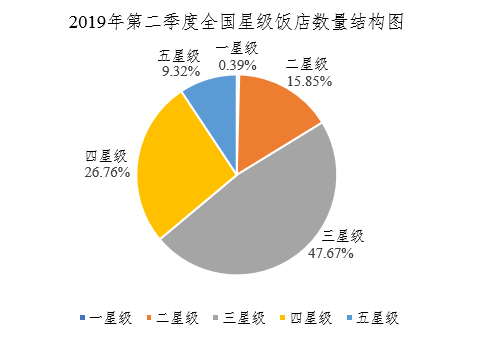 2019年第二季度全国星级饭店数量结构图
一星级
0.39%
五星级
9.32%
二星级
15.85%
四星级
26.76%
三星级
47.67%
一星级 二星级 三星级 四星级 五星级